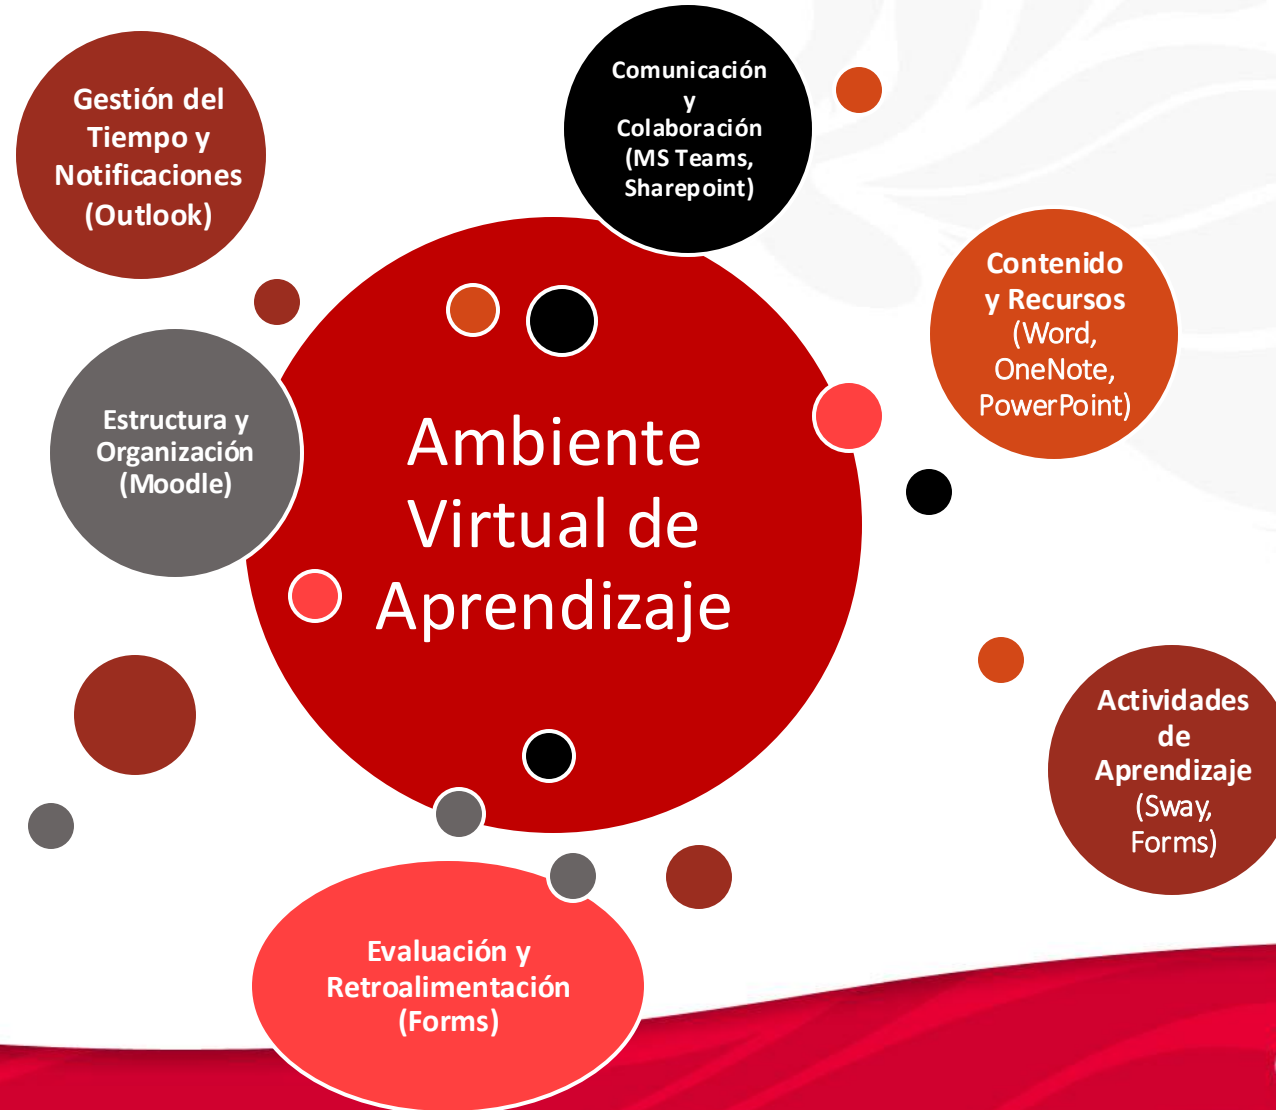 Gestión del
Tiempo y
Notificaciones
(Outlook)
Comunicación
y
Colaboración
(MS Teams,
Sharepoint)
Contenido
y Recursos
(Word,
OneNote,
PowerPoint)
Estructura y
Organización
(Moodle)
Ambiente
Virtual de
Aprendizaje
Actividades
de
Aprendizaje
(Sway,
Forms)
Evaluación y
Retroalimentación
(Forms)